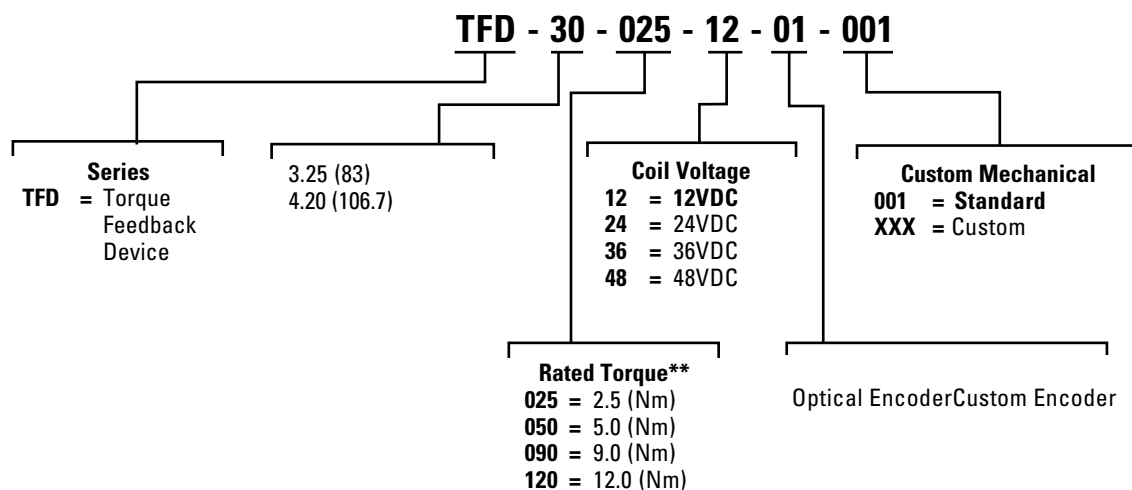 TFD - 30 - 025 - 12 - 01 - 001
Series
TFD = Torque
Feedback
Device
3.25 (83)
4.20 (106.7)
Coil Voltage
12 = 12VDC
24 = 24VDC
36 = 36VDC
48 = 48VDC
Custom Mechanical
001 = Standard
XXX = Custom
Rated Torque**
025 = 2.5 (Nm)
050 = 5.0 (Nm)
090 = 9.0 (Nm)
120 = 12.0 (Nm)
Optical EncoderCustom Encoder